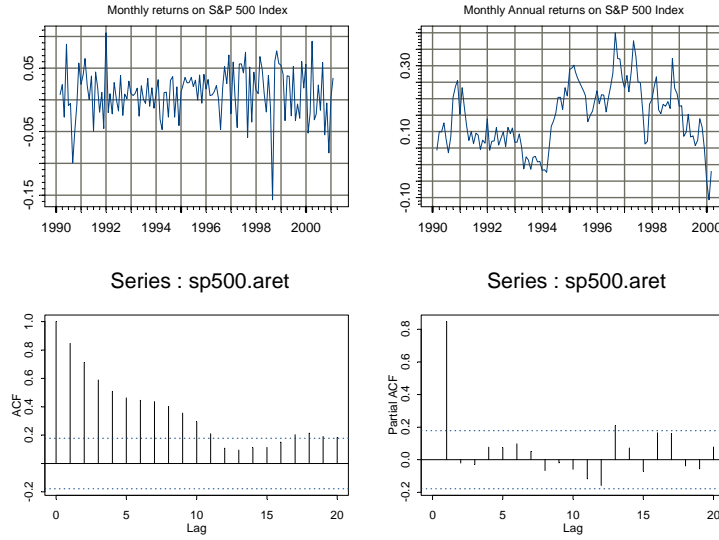 Monthly returns on S&P 500 Index
0.05
-0.05
-0.15
1990 1992 1994 1996 1998 2000
Monthly Annual returns on S&P 500 Index
0.30
0.10
-0.10
1990 1992 1994 1996 1998 2000
Series : sp500.aret
ACF
1.0
0.8
0.6
0.4
0.2
-0.2
0 5 10 15 20
Lag
Series : sp500.aret
Partial ACF
0.8
0.6
0.4
0.2
0.0
-0.2
0 5 10 15 20
Lag